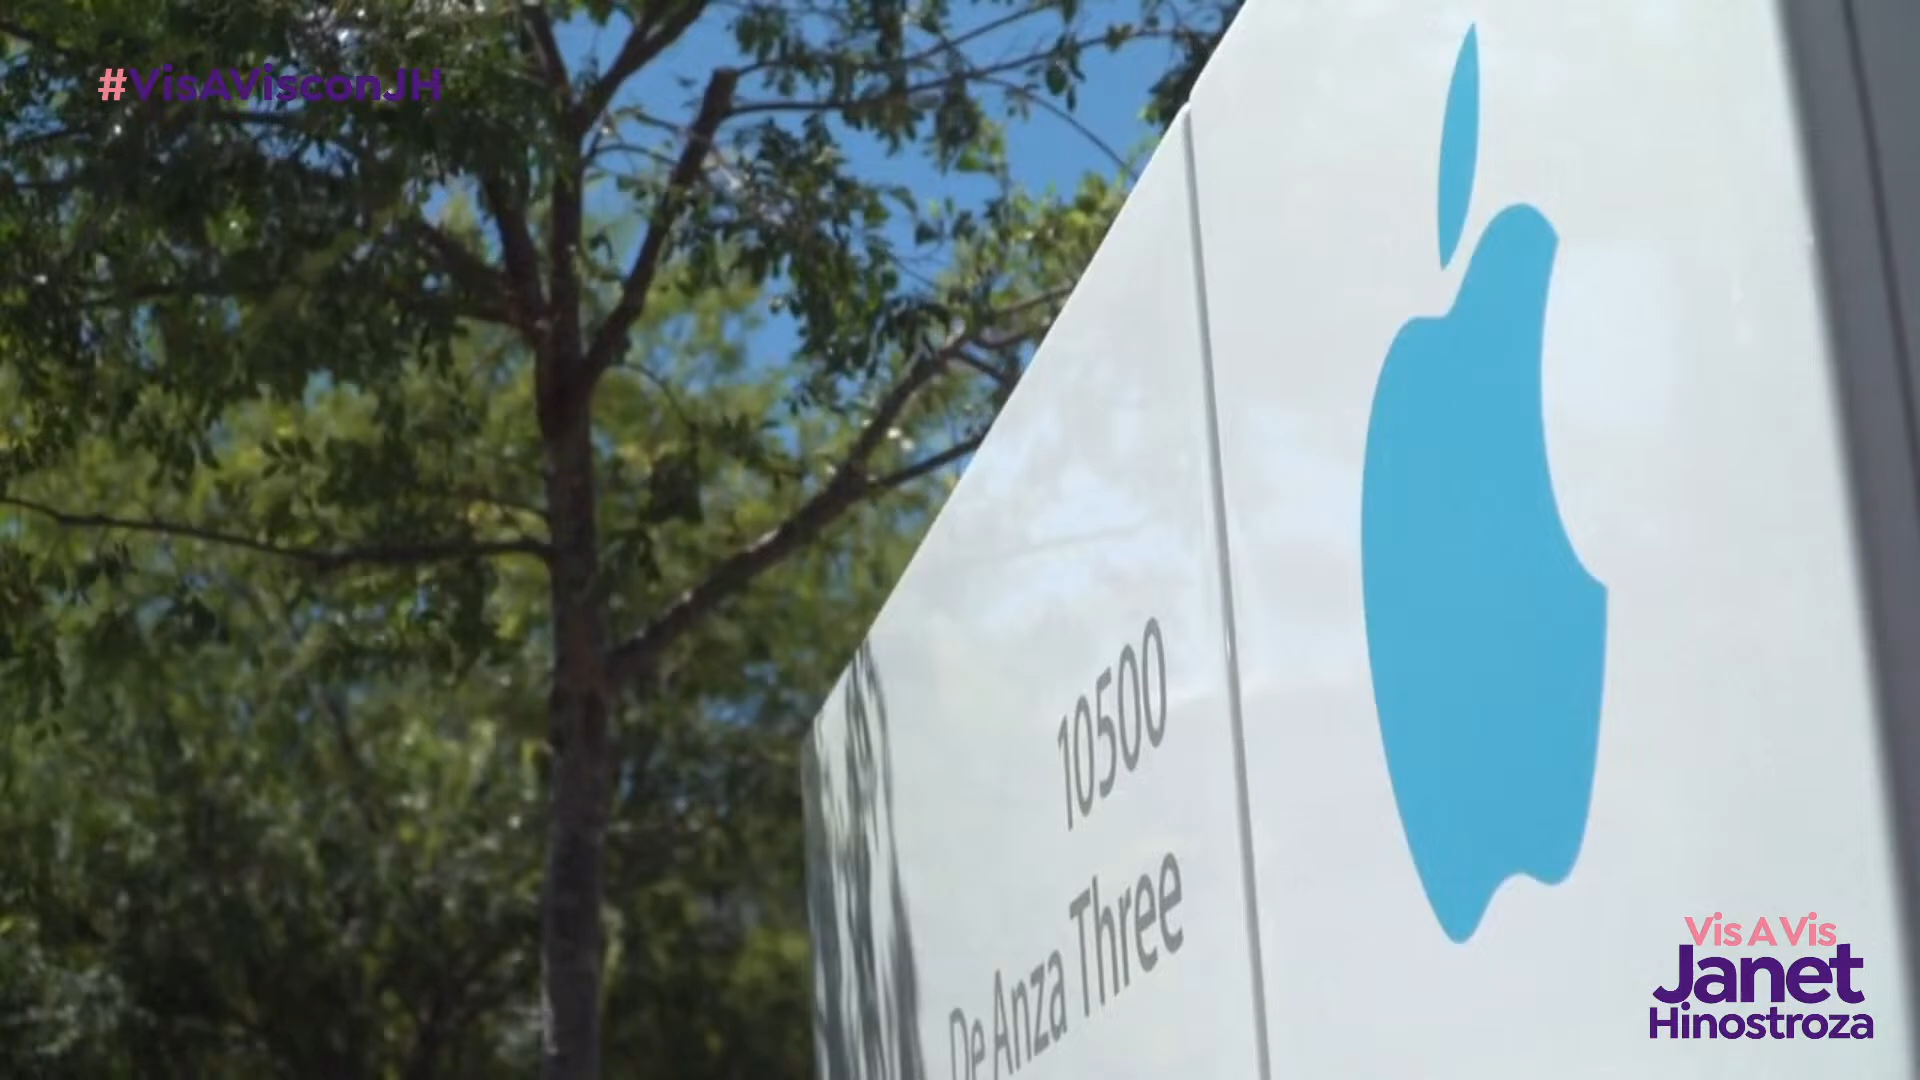 #VisAVisconJH
10500
De Anza Three
Vis A Vis
Janet
Hinostroza